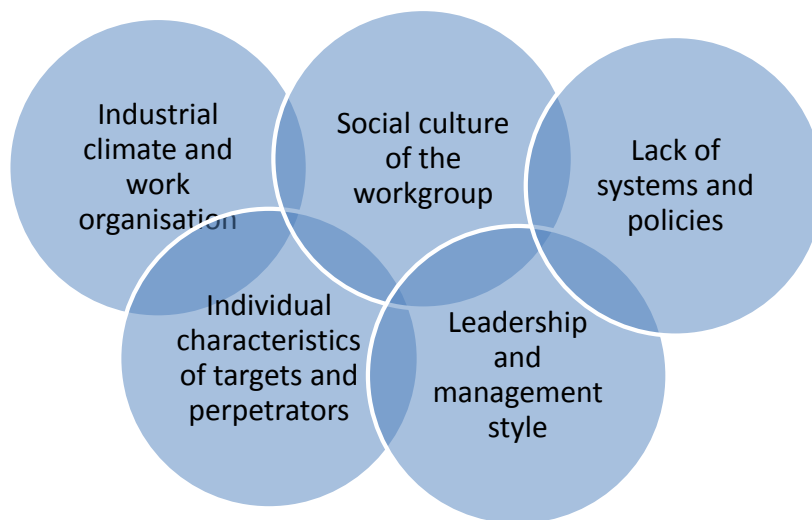 Industrial
climate and
work
organisation
Social culture
of the
workgroup
Lack of
systems and
policies
Individual
characteristics
of targets and
perpetrators
Leadership
and
management
style